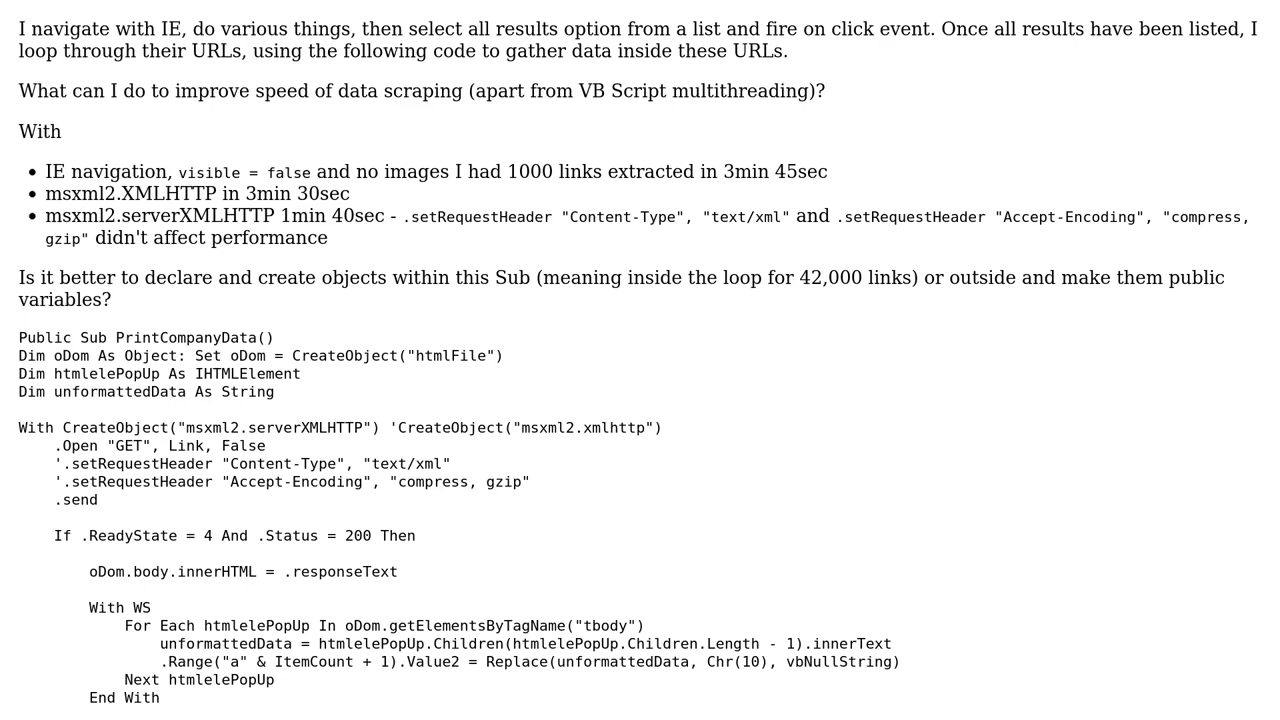 I navigate with IE, do various things, then select all results option from a list and fire on click event. Once all results have been listed, I
loop through their URLs, using the following code to gather data inside these URLs.
What can I do to improve speed of data scraping (apart from VB Script multithreading)?
With
• IE navigation, visible = false and no images I had 1000 links extracted in 3min 45sec
• msxml2.XMLHTTP in 3min 30sec
• msxml2.serverXMLHTTP 1min 40sec - .setRequestHeader "Content-Type", "text/xml" and .setRequestHeader "Accept-Encoding", "compress,
gzip" didn't affect performance
Is it better to declare and create objects within this Sub (meaning inside the loop for 42,000 links) or outside and make them public
variables?
Public Sub PrintCompanyData()
Dim oDom As Object: Set oDom = CreateObject("htmlFile")
Dim htmlelePopUp As IHTMLElement
Dim unformattedData As String
With CreateObject("msxml2.serverXMLHTTP") 'CreateObject("msxml2.xmlhttp")
    .Open "GET", Link, False
    '.setRequestHeader "Content-Type", "text/xml"
    '.setRequestHeader "Accept-Encoding", "compress, gzip"
    .send
    If .ReadyState = 4 And .Status = 200 Then
        oDom.body.innerHTML = .responseText
        With WS
            For Each htmlelePopUp In oDom.getElementsByTagName("tbody")
                unformattedData = htmlelePopUp.Children(htmlelePopUp.Children.Length - 1).innerText
                .Range("a" & ItemCount + 1).Value2 = Replace(unformattedData, Chr(10), vbNullString)
            Next htmlelePopUp
        End With